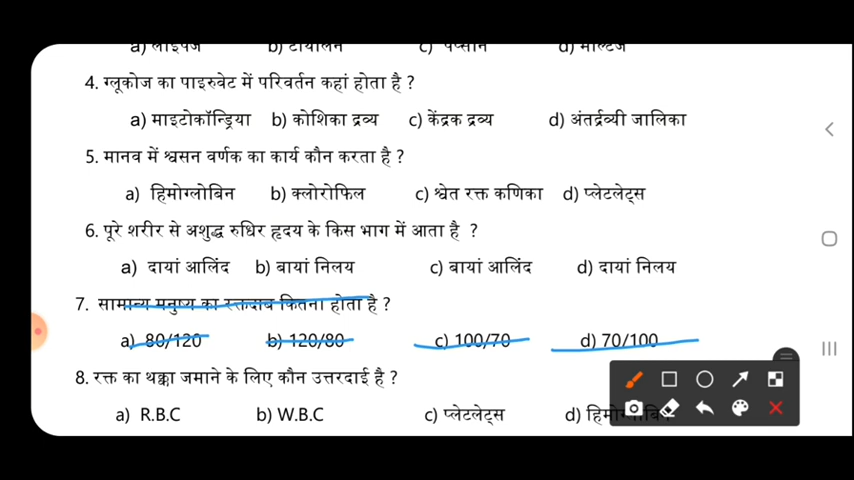 a) लाइपेज b) टायलिन c) पेप्सीन d) माल्टेज
4. ग्लूकोज का पाइरुवेट में परिवर्तन कहां होता है ?
a) माइटोकॉन्ड्रिया b) कोशिका द्रव्य c) केंद्रक द्रव्य d) अंतर्द्रव्यी जालिका
5. मानव में श्वसन वर्णक का कार्य कौन करता है ?
a) हिमोग्लोबिन b) क्लोरोफिल c) श्वेत रक्त कणिका d) प्लेटलेट्स
6. पूरे शरीर से अशुद्ध रुधिर हृदय के किस भाग में आता है ?
a) दायां आलिंद b) बायां निलय c) बायां आलिंद d) दायां निलय
7. सामान्य मनुष्य का रक्तदाब कितना होता है ?
a) 80/120 b) 120/80 c) 100/70 d) 70/100
8. रक्त का थक्का जमाने के लिए कौन उत्तरदाई है ?
a) R.B.C b) W.B.C c) प्लेटलेट्स d)